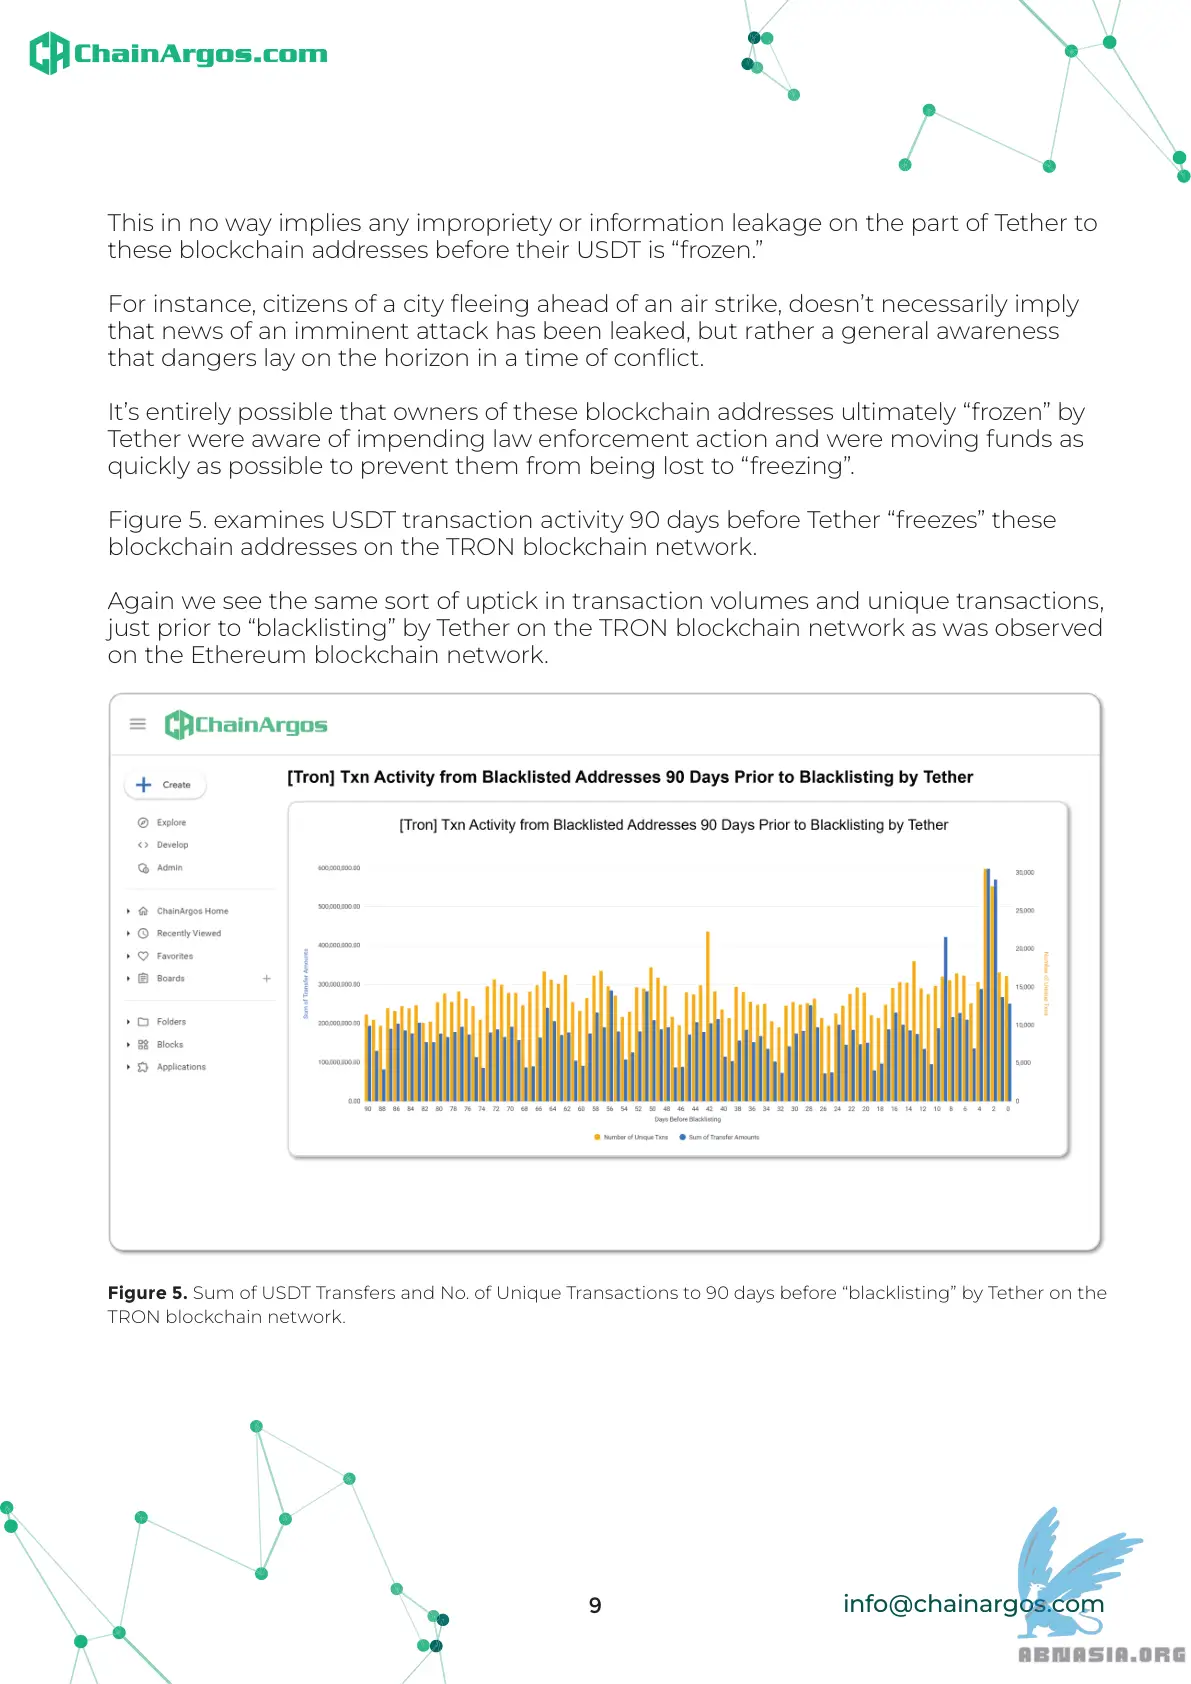 ChainArgos.com
This in no way implies any impropriety or information leakage on the part of Tether to
these blockchain addresses before their USDT is “frozen.”
For instance, citizens of a city fleeing ahead of an air strike, doesn’t necessarily imply
that news of an imminent attack has been leaked, but rather a general awareness
that dangers lay on the horizon in a time of conflict.
It’s entirely possible that owners of these blockchain addresses ultimately “frozen” by
Tether were aware of impending law enforcement action and were moving funds as
quickly as possible to prevent them from being lost to “freezing”.
Figure 5. examines USDT transaction activity 90 days before Tether “freezes” these
blockchain addresses on the TRON blockchain network.
Again we see the same sort of uptick in transaction volumes and unique transactions,
just prior to “blacklisting” by Tether on the TRON blockchain network as was observed
on the Ethereum blockchain network.
ChainArgos
Create
Explore
Develop
Admin
ChainArgos Home
Recently Viewed
Favorites
Boards
Folders
Blocks
Applications
[Tron] Txn Activity from Blacklisted Addresses 90 Days Prior to Blacklisting by Tether
[Tron] Txn Activity from Blacklisted Addresses 90 Days Prior to Blacklisting by Tether
Sum of Transfer Amounts
600,000,000.00
500,000,000.00
400,000,000.00
300,000,000.00
200,000,000.00
100,000,000.00
0.00
30,000
25,000
20,000
15,000
10,000
5,000
0
Number of Unique Txns
90 88 86 84 82 80 78 76 74 72 70 68 66 64 62 60 58 56 54 52 50 48 46 44 42 40 38 36 34 32 30 28 26 24 22 20 18 16 14 12 10 8 6 4 2 0
Days Before Blacklisting
Number of Unique Txns Sum of Transfer Amounts
Figure 5. Sum of USDT Transfers and No. of Unique Transactions to 90 days before “blacklisting” by Tether on the
TRON blockchain network.
9
info@chainargos.com
ABNASIA.ORG